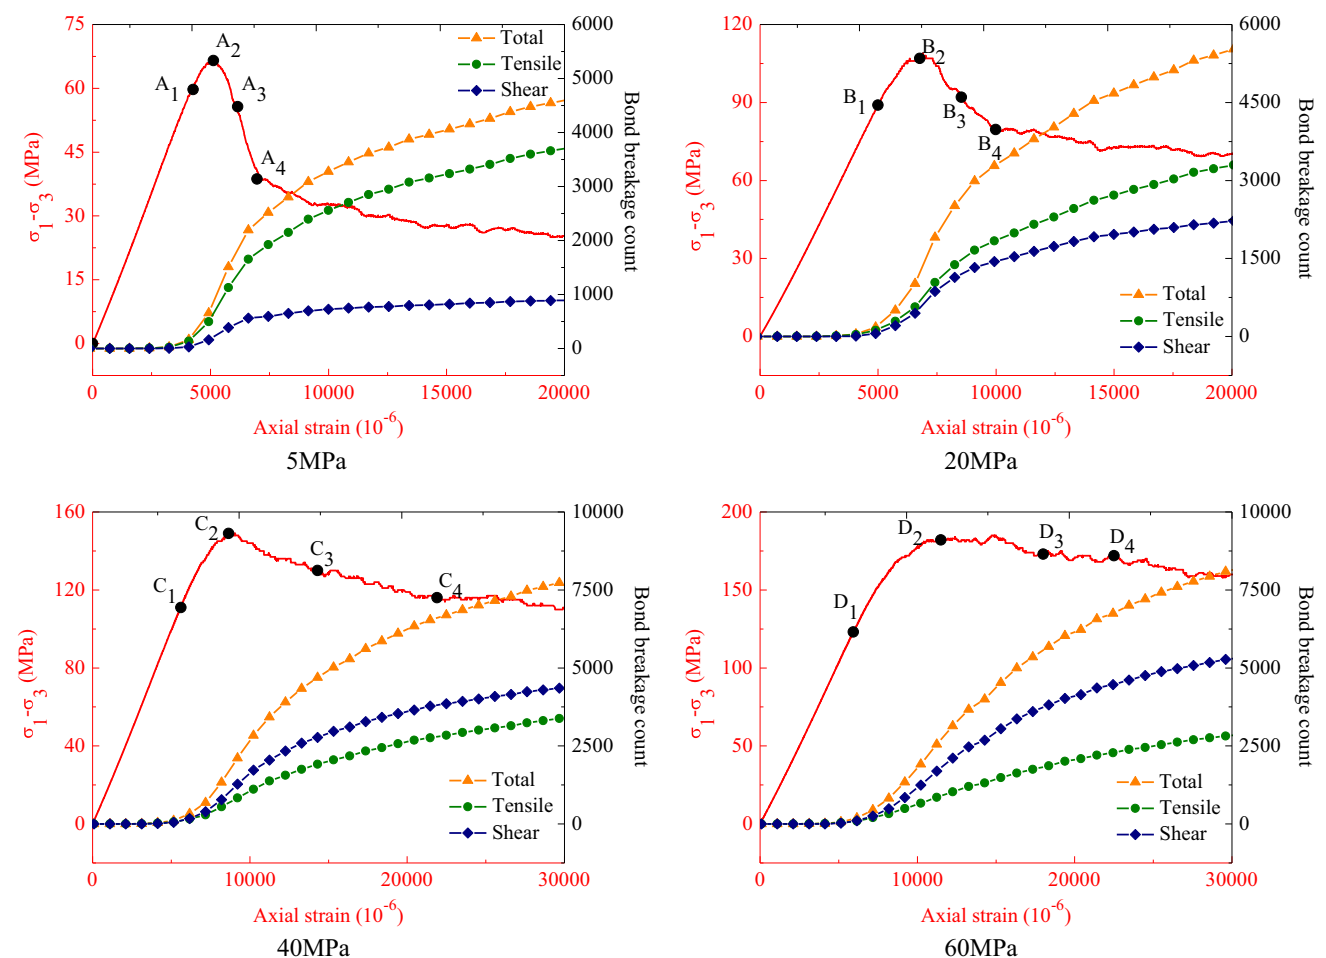 75
60
45
30
15
0
σ1-σ3 (MPa)
A1
A2
A3
A4
Total
Tensile
Shear
6000
5000
4000
3000
2000
1000
0
Bond breakage count
0 5000 10000 15000 20000
Axial strain (10-6)
5MPa
120
90
60
30
0
σ1-σ3 (MPa)
B1
B2
B3
B4
Total
Tensile
Shear
6000
4500
3000
1500
0
Bond breakage count
0 5000 10000 15000 20000
Axial strain (10-6)
20MPa
160
120
80
40
0
σ1-σ3 (MPa)
C1
C2
C3
C4
Total
Tensile
Shear
10000
7500
5000
2500
0
Bond breakage count
0 10000 20000 30000
Axial strain (10-6)
40MPa
200
150
100
50
0
σ1-σ3 (MPa)
D1
D2
D3
D4
Total
Tensile
Shear
10000
7500
5000
2500
0
Bond breakage count
0 10000 20000 30000
Axial strain (10-6)
60MPa